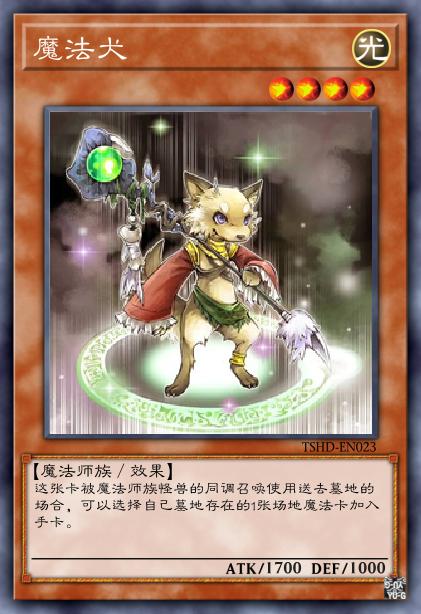 魔法犬
光
TSHD-EN023
【魔法师族/效果】
这张卡被魔法师族怪兽的同调召唤使用送去墓地的
场合，可以选择自己墓地存在的1张场地魔法卡加入
手卡。
ATK/1700 DEF/1000